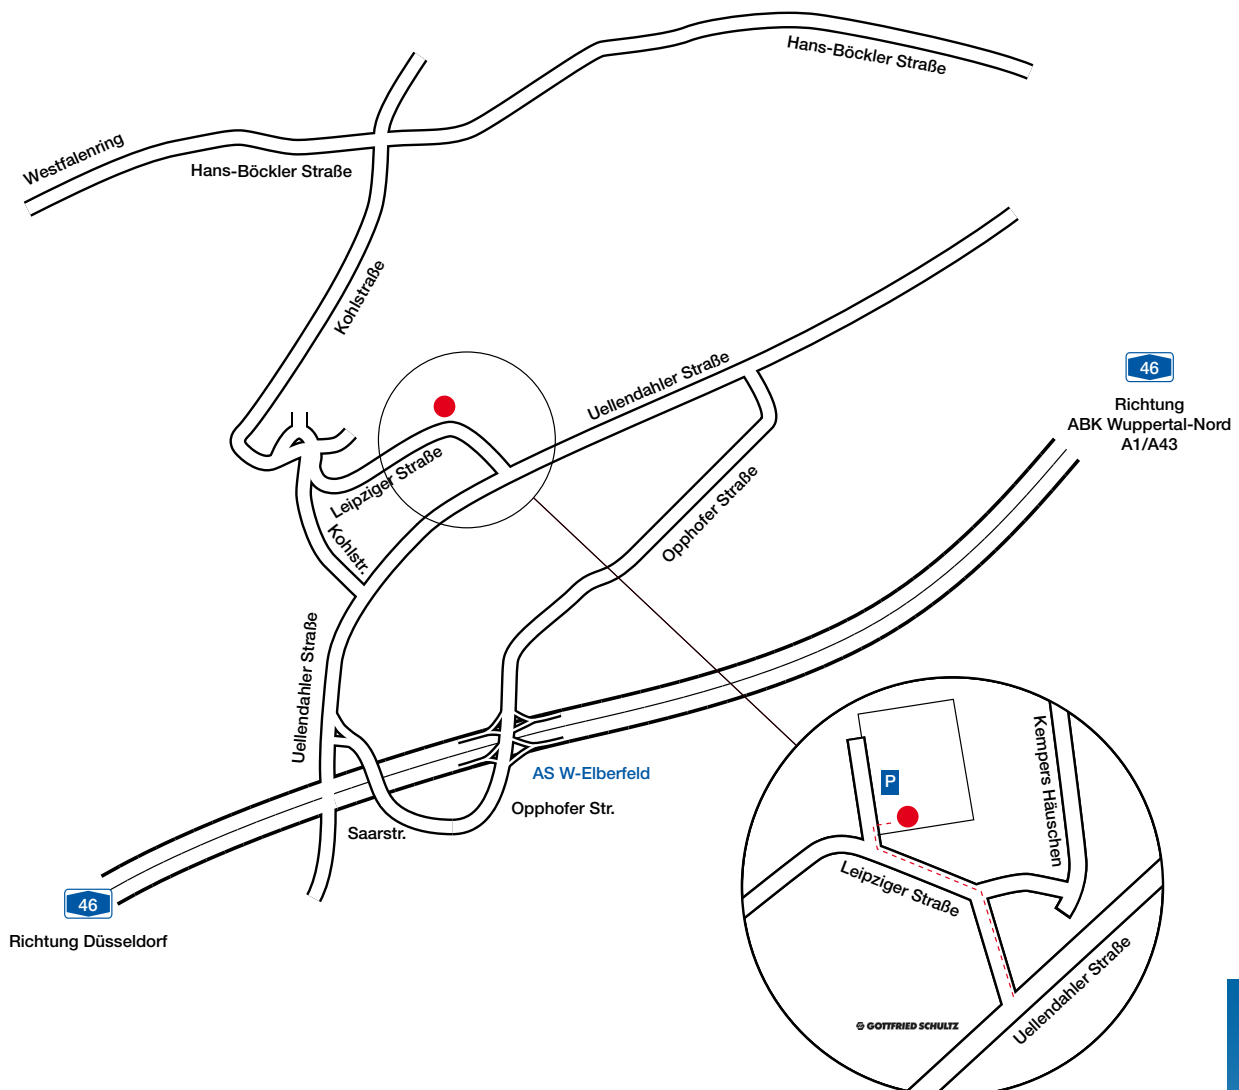 Hans-Böckler Straße
Westfalenring
Hans-Böckler Straße
Kohlstraße
Uellendahler Straße
46
Richtung
ABK Wuppertal-Nord
A1/A43
Leipziger Straße
Opphofer Straße
Kohlstr.
Uellendahler Straße
AS W-Elberfeld
Opphofer Str.
Saarstr.
46
Richtung Düsseldorf
P
Kempers Häuschen
Leipziger Straße
Uellendahler Straße
GOTTFRIED SCHULTZ